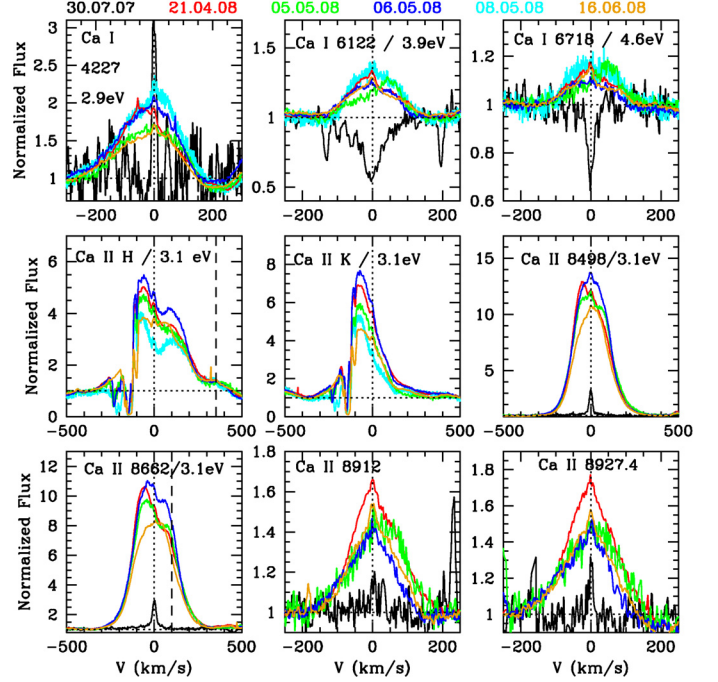 30.07.07 21.04.08 05.05.08 06.05.08 08.05.08 16.06.08
Ca I
4227
2.9eV
Ca I 6122 / 3.9eV
Ca I 6718 / 4.6eV
Normalized Flux
3
2.5
2
1.5
1
-200 0 200
1.5
1
0.5
-200 0 200
1.2
1
0.8
0.6
-200 0 200
Ca II H / 3.1 eV
Ca II K / 3.1eV
Ca II 8498/3.1eV
Normalized Flux
6
4
2
0
-500 0 500
8
6
4
2
0
-500 0 500
15
10
5
-500 0 500
Ca II 8662/3.1eV
Ca II 8912
Ca II 8927.4
Normalized Flux
12
10
8
6
4
2
-500 0 500
1.8
1.6
1.4
1.2
1
-200 0 200
1.8
1.6
1.4
1.2
1
-200 0 200
V (km/s) V (km/s) V (km/s)